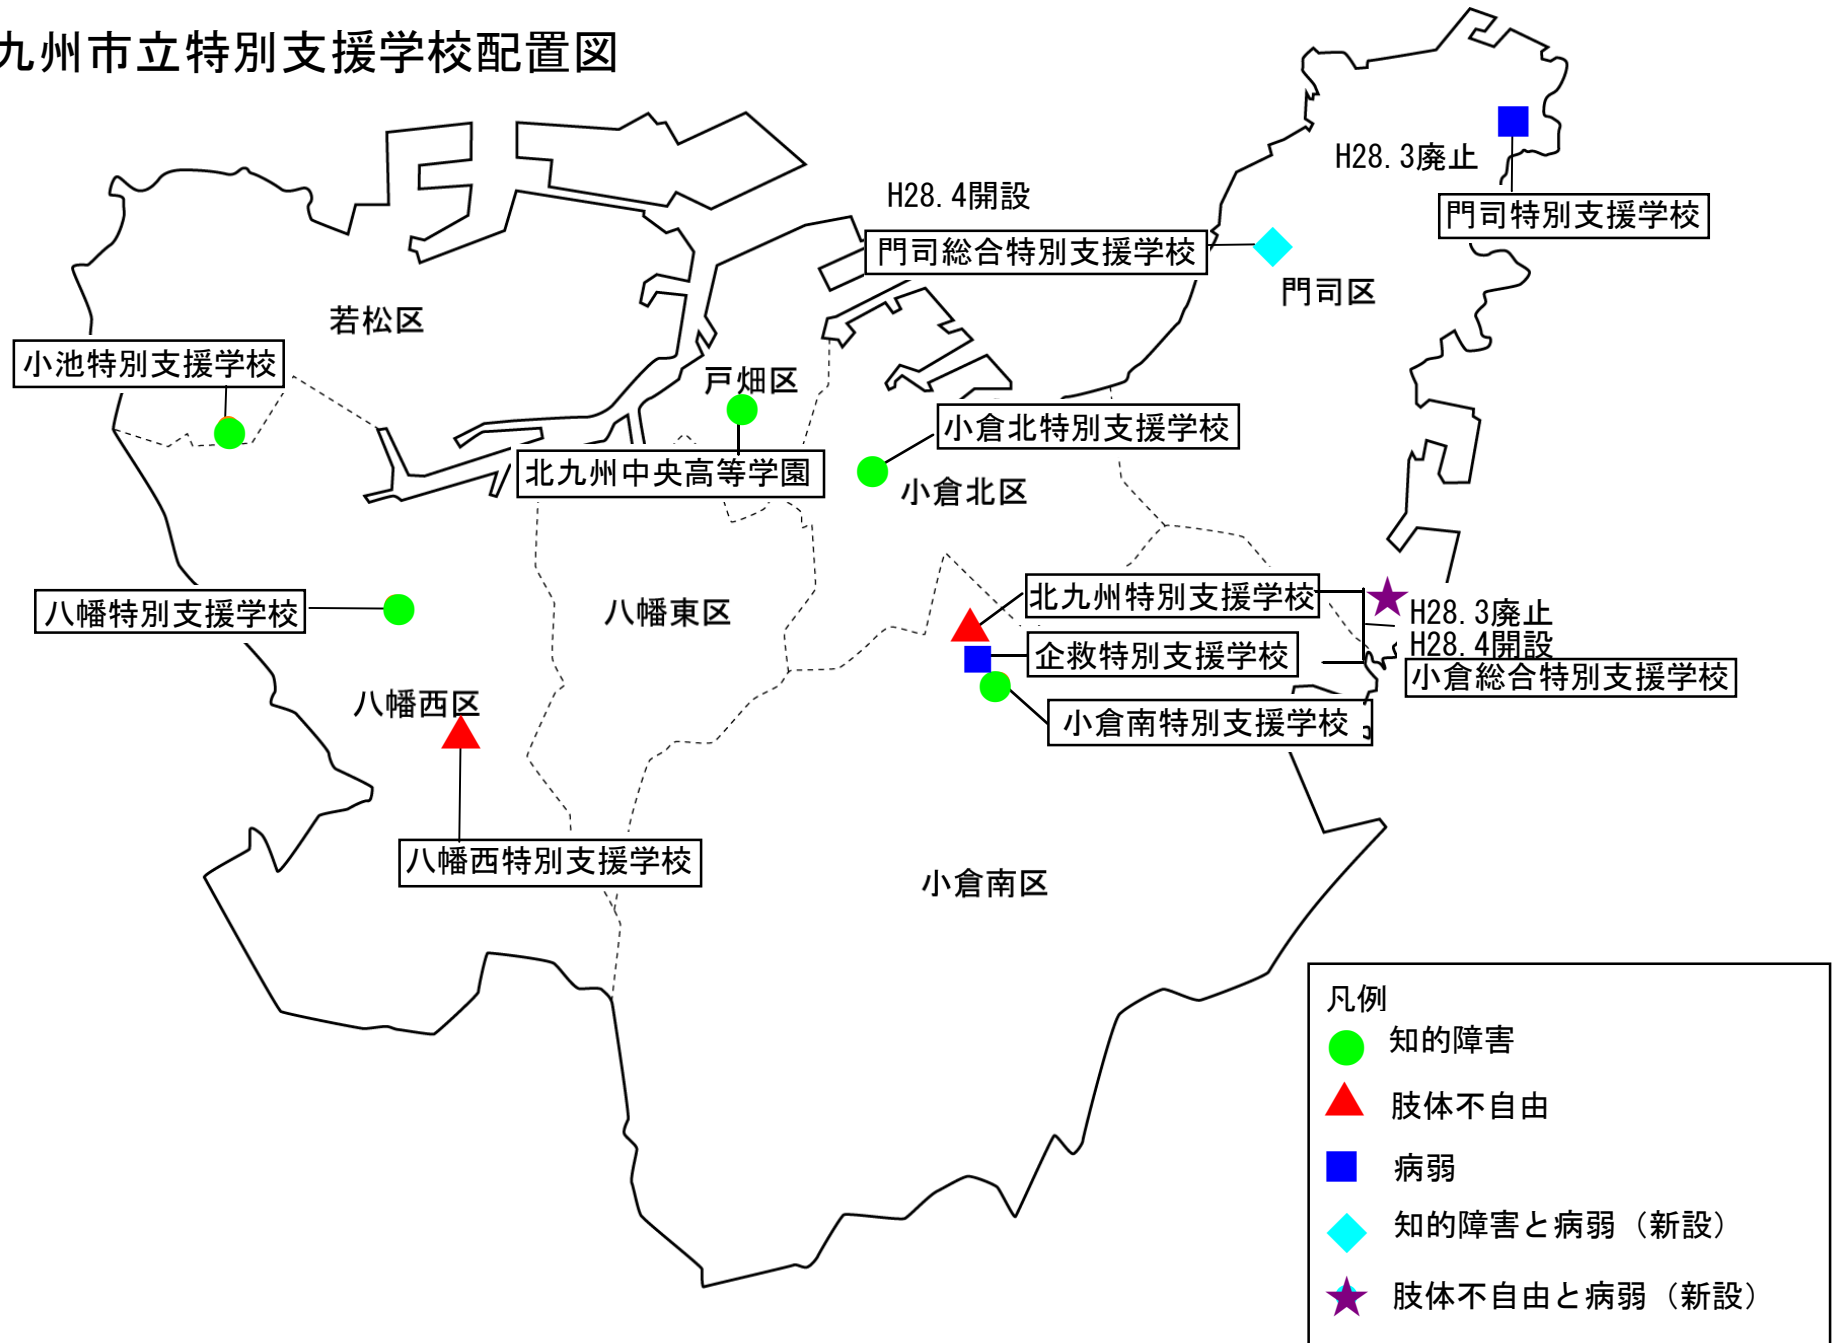 九州市立特別支援学校配置図
H28.3廃止
門司特別支援学校
H28.4開設
門司総合特別支援学校
門司区
若松区
小池特別支援学校
戸畑区
小倉北特別支援学校
北九州中央高等学園
小倉北区
北九州特別支援学校
八幡特別支援学校
八幡東区
H28.3廃止
H28.4開設
企救特別支援学校
小倉総合特別支援学校
八幡西区
小倉南特別支援学校
八幡西特別支援学校
小倉南区
凡例
知的障害
肢体不自由
病弱
知的障害と病弱（新設）
肢体不自由と病弱（新設）